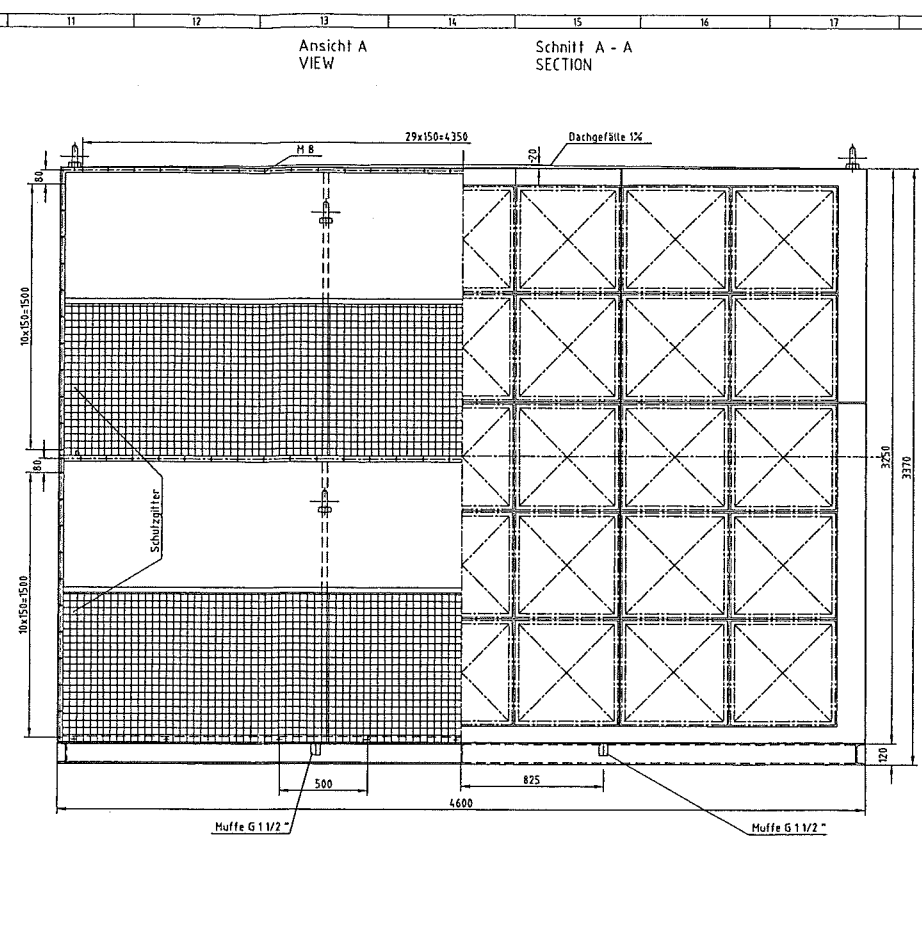 11 12 13 14 15 16 17
Ansicht A
VIEW
Schnitt A - A
SECTION
29x150=4350
M 8
~20
Dachgefälle 1%
80
10x150=1500
80
Schutzgitter
10x150=1500
3250
3370
120
500
825
4600
Muffe G 1 1/2 "
Muffe G 1 1/2 "